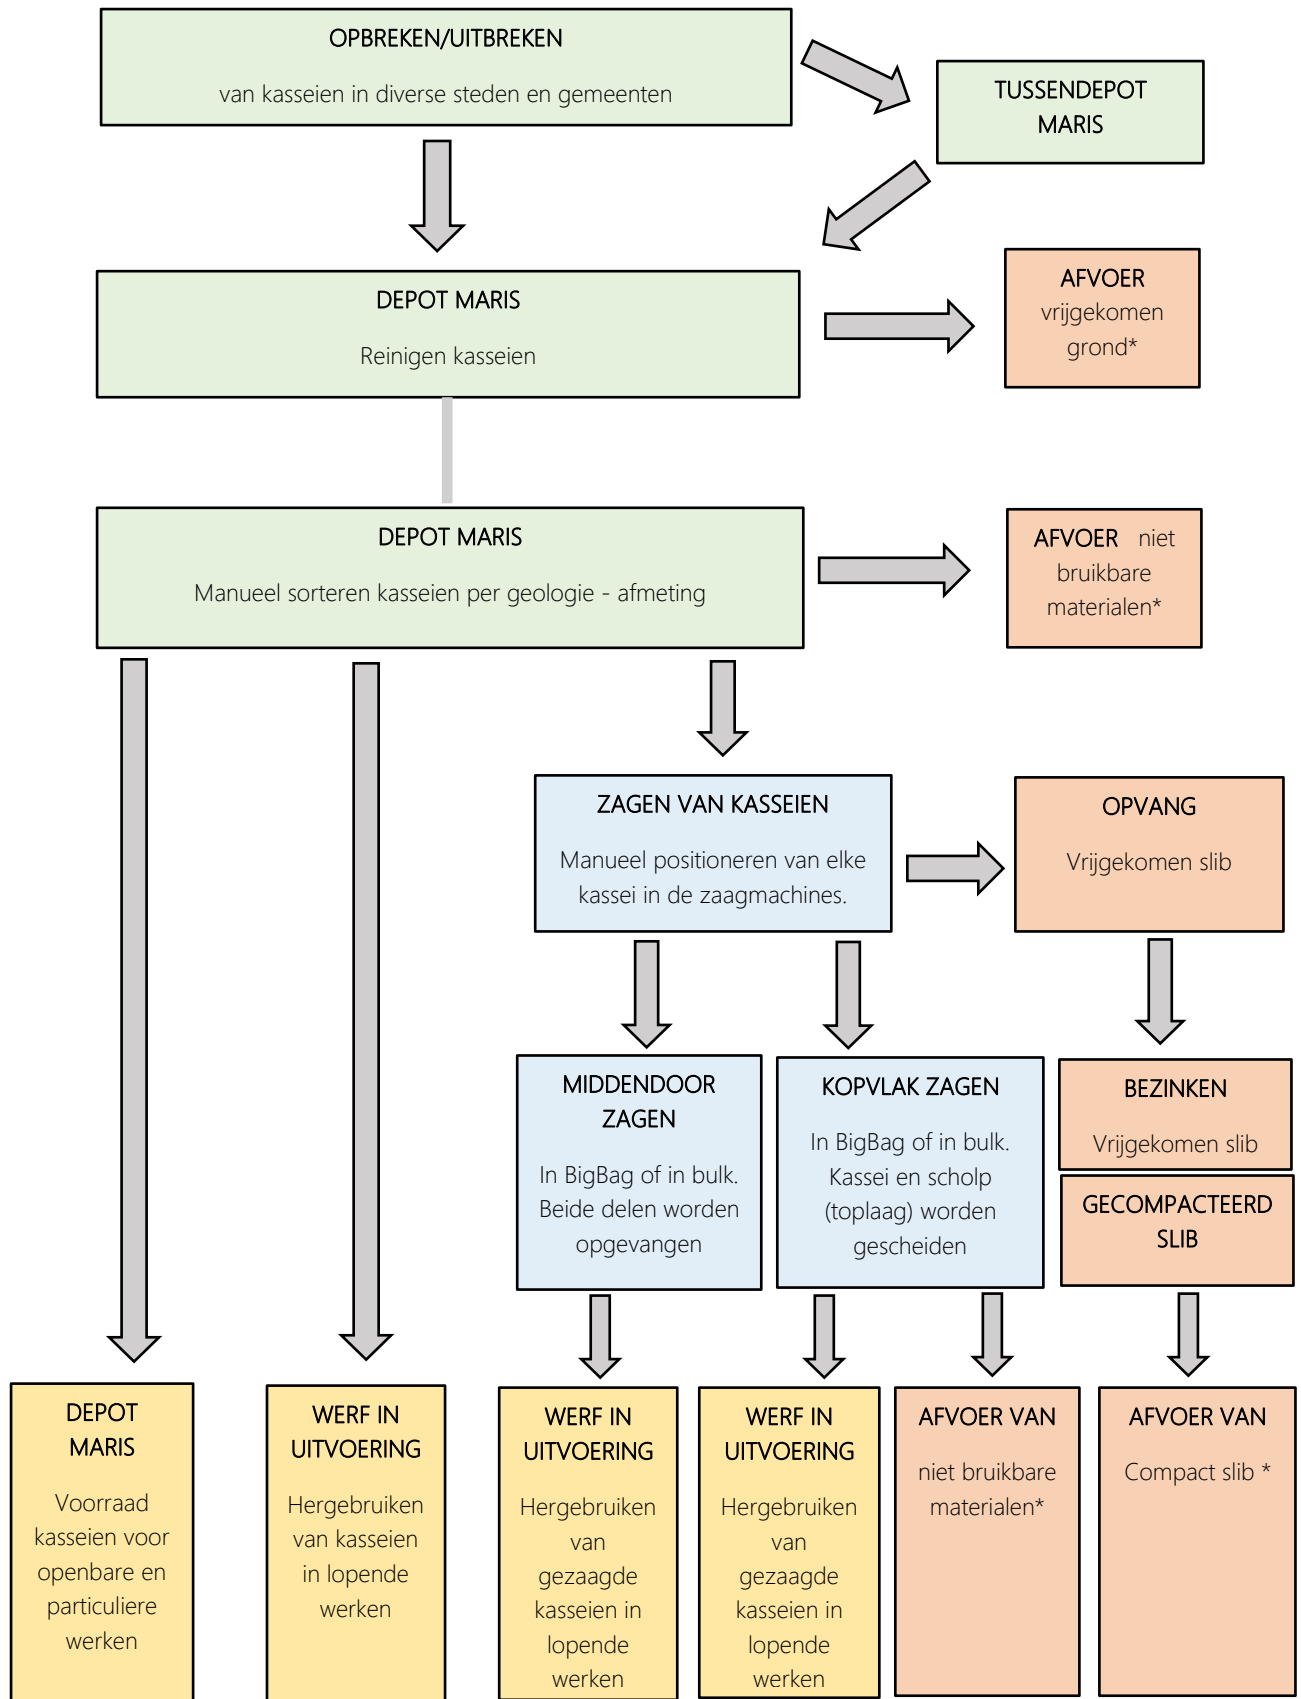 OPBREKEN/UITBREKEN
van kasseien in diverse steden en gemeenten
TUSSENDEPOT
MARIS
DEPOT MARIS
Reinigen kasseien
AFVOER
vrijgekomen
grond*
DEPOT MARIS
Manueel sorteren kasseien per geologie - afmeting
AFVOER niet
bruikbare
materialen*
ZAGEN VAN KASSEIEN
Manueel positioneren van elke
kassei in de zaagmachines.
OPVANG
Vrijgekomen slib
MIDDENDOOR
ZAGEN
In BigBag of in bulk.
Beide delen worden
opgevangen
KOPVLAK ZAGEN
In BigBag of in bulk.
Kassei en scholp
(toplaag) worden
gescheiden
BEZINKEN
Vrijgekomen slib
GECOMPACTEERD
SLIB
DEPOT
MARIS
Voorraad
kasseien voor
openbare en
particuliere
werken
WERF IN
UITVOERING
Hergebruiken
van kasseien
in lopende
werken
WERF IN
UITVOERING
Hergebruiken
van
gezaagde
kasseien in
lopende
werken
WERF IN
UITVOERING
Hergebruiken
van
gezaagde
kasseien in
lopende
werken
AFVOER VAN
niet bruikbare
materialen*
AFVOER VAN
Compact slib *